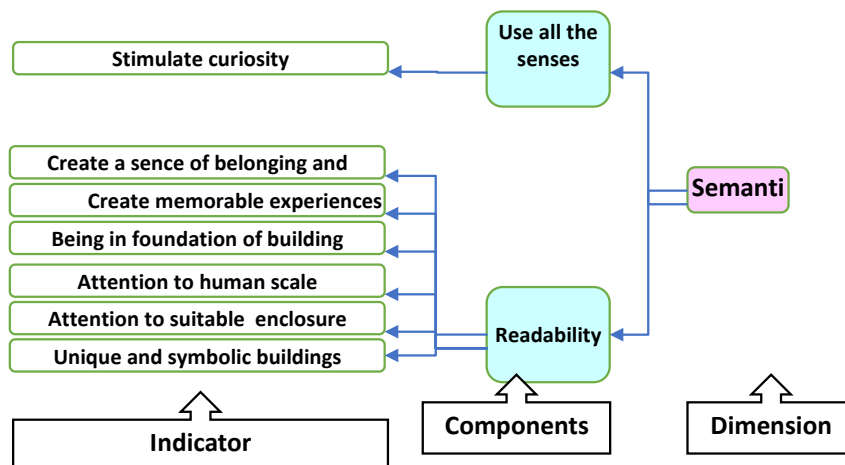 Use all the
senses
Stimulate curiosity
Create a sence of belonging and
Create memorable experiences
Semanti
Being in foundation of building
Attention to human scale
Attention to suitable enclosure
Readability
Unique and symbolic buildings
Indicator
Components
Dimension